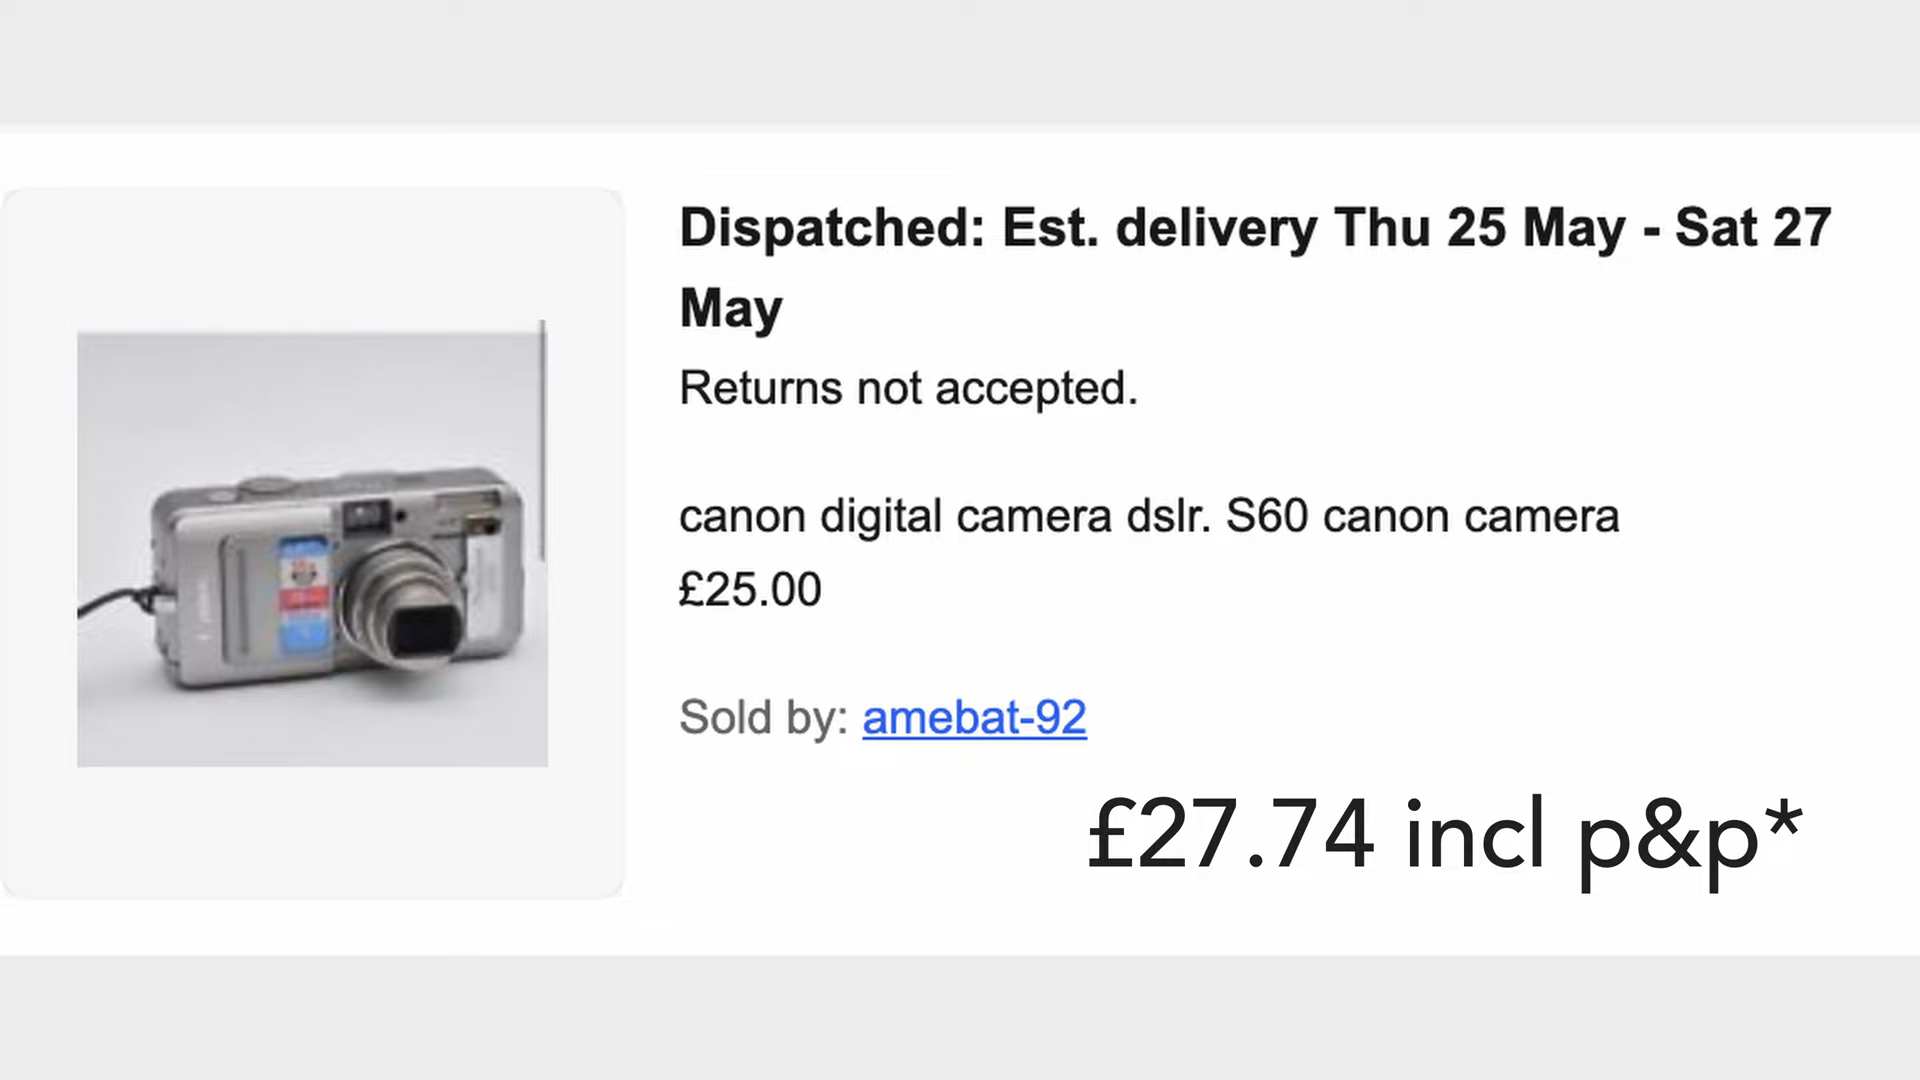 Dispatched: Est. delivery Thu 25 May - Sat 27
May
Returns not accepted.
canon digital camera dslr. S60 canon camera
£25.00
Sold by: amebat-92
£27.74 incl p&p*